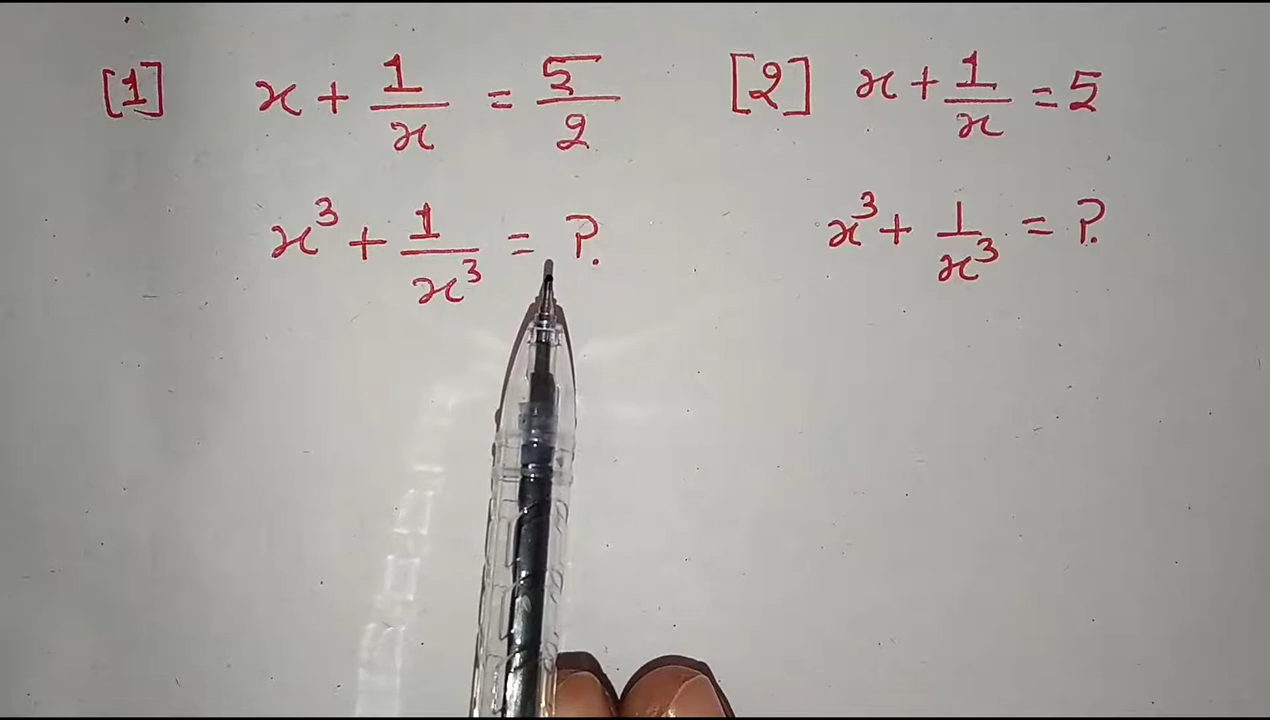 [1] x + 1/x = 5/2
x³ + 1/x³ = ?
[2] x + 1/x = 5
x³ + 1/x³ = ?